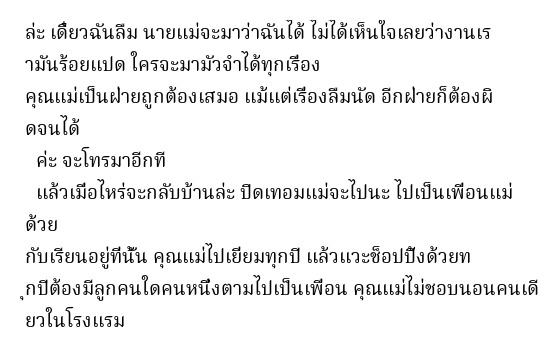 ล่ะ เดี๋ยวฉันลืม นายแม่จะมาว่าฉันได้ ไม่ได้เห็นใจเลยว่างานเร
ามันร้อยแปด ใครจะมามัวจำได้ทุกเรื่อง
คุณแม่เป็นฝ่ายถูกต้องเสมอ แม้แต่เรื่องลืมนัด อีกฝ่ายก็ต้องผิ
ดจนได้
ค่ะ จะโทรมาอีกที
แล้วเมื่อไหร่จะกลับบ้านล่ะ ปิดเทอมแม่จะไปนะ ไปเป็นเพื่อนแม่
ด้วย
กับเรียนอยู่ที่นั้น คุณแม่ไปเยี่ยมทุกปี แล้วแวะช็อปปิ้งด้วยท
ุกปีต้องมีลูกคนใดคนหนึ่งตามไปเป็นเพื่อน คุณแม่ไม่ชอบนอนคนเดี
ยวในโรงแรม